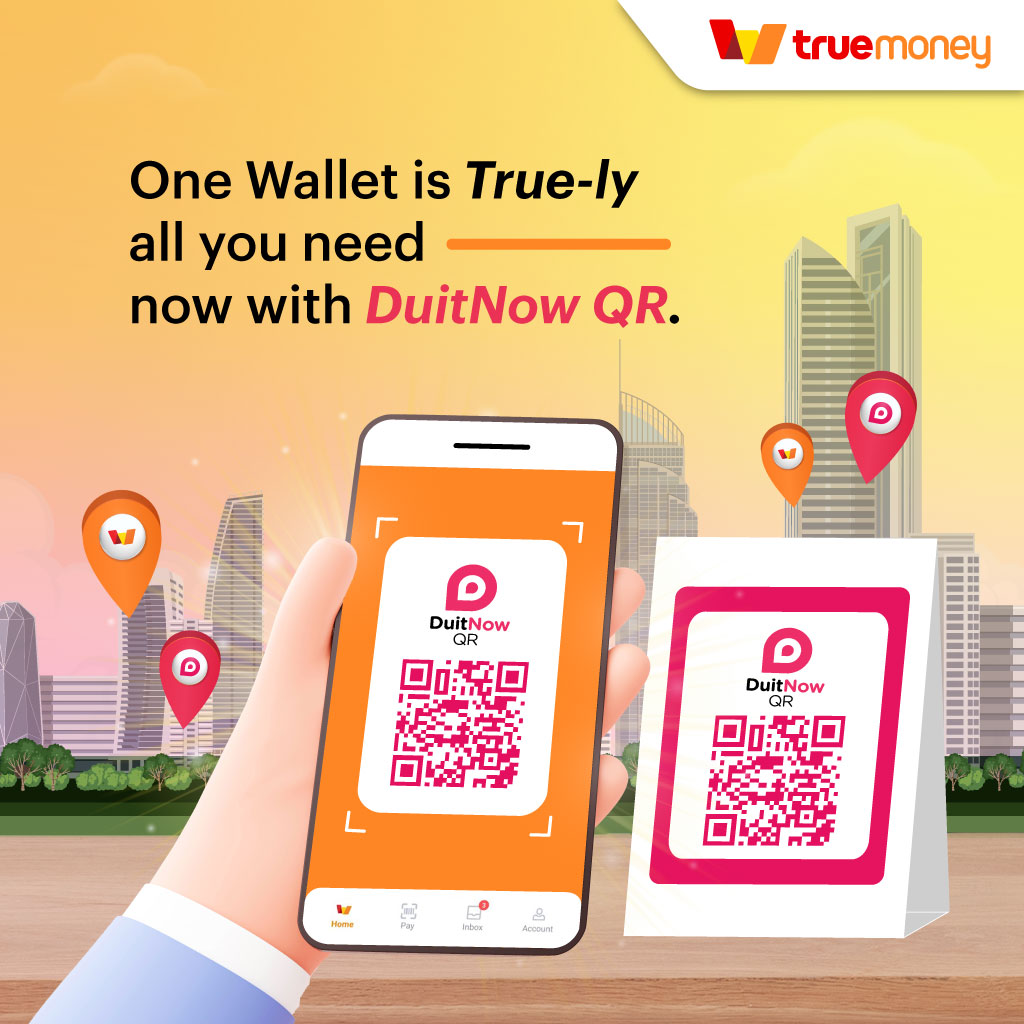 truemoney
One Wallet is True-ly
all you need
now with DuitNow QR.
DuitNow
QR
Home
Pay
3
Inbox
Account
DuitNow
QR